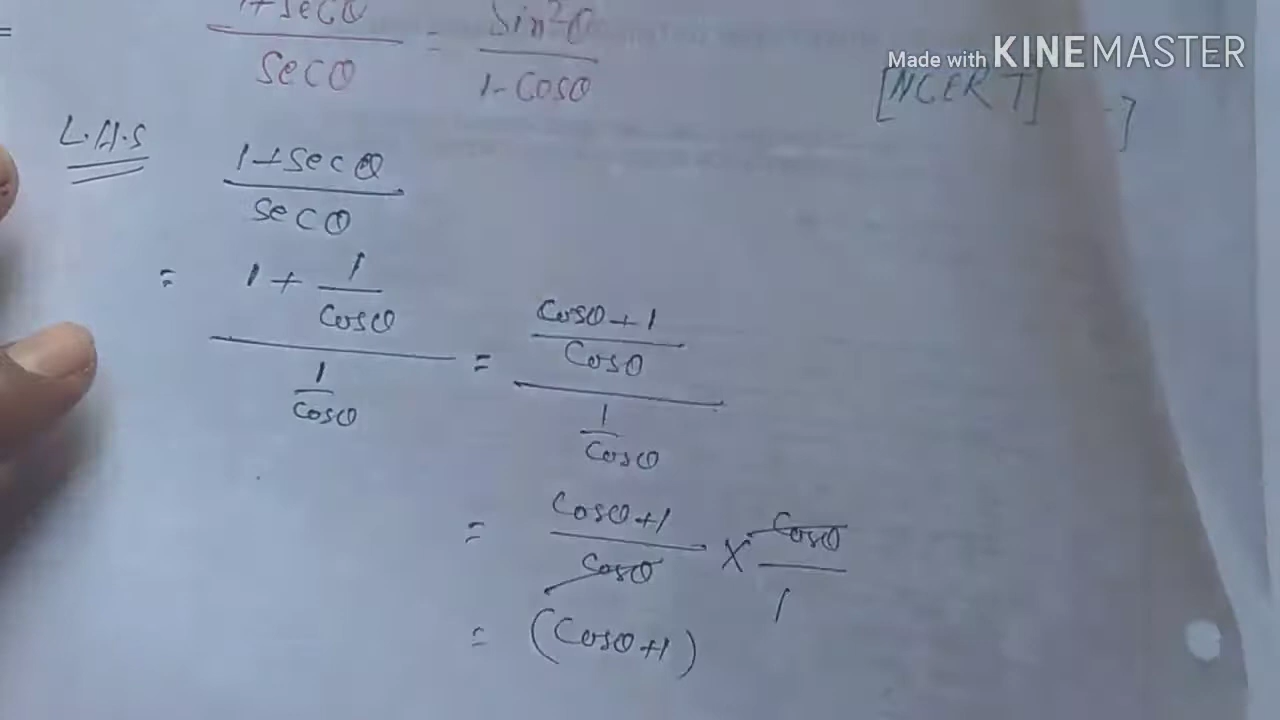 1+secθ / secθ = sin²θ / 1-cosθ
Made with KINEMASTER
[NCERT]
L.H.S
1+secθ / secθ
= 1 + 1/cosθ / 1/cosθ = cosθ+1 / cosθ / 1/cosθ
= cosθ+1 / cosθ × cosθ / 1
= (cosθ+1)